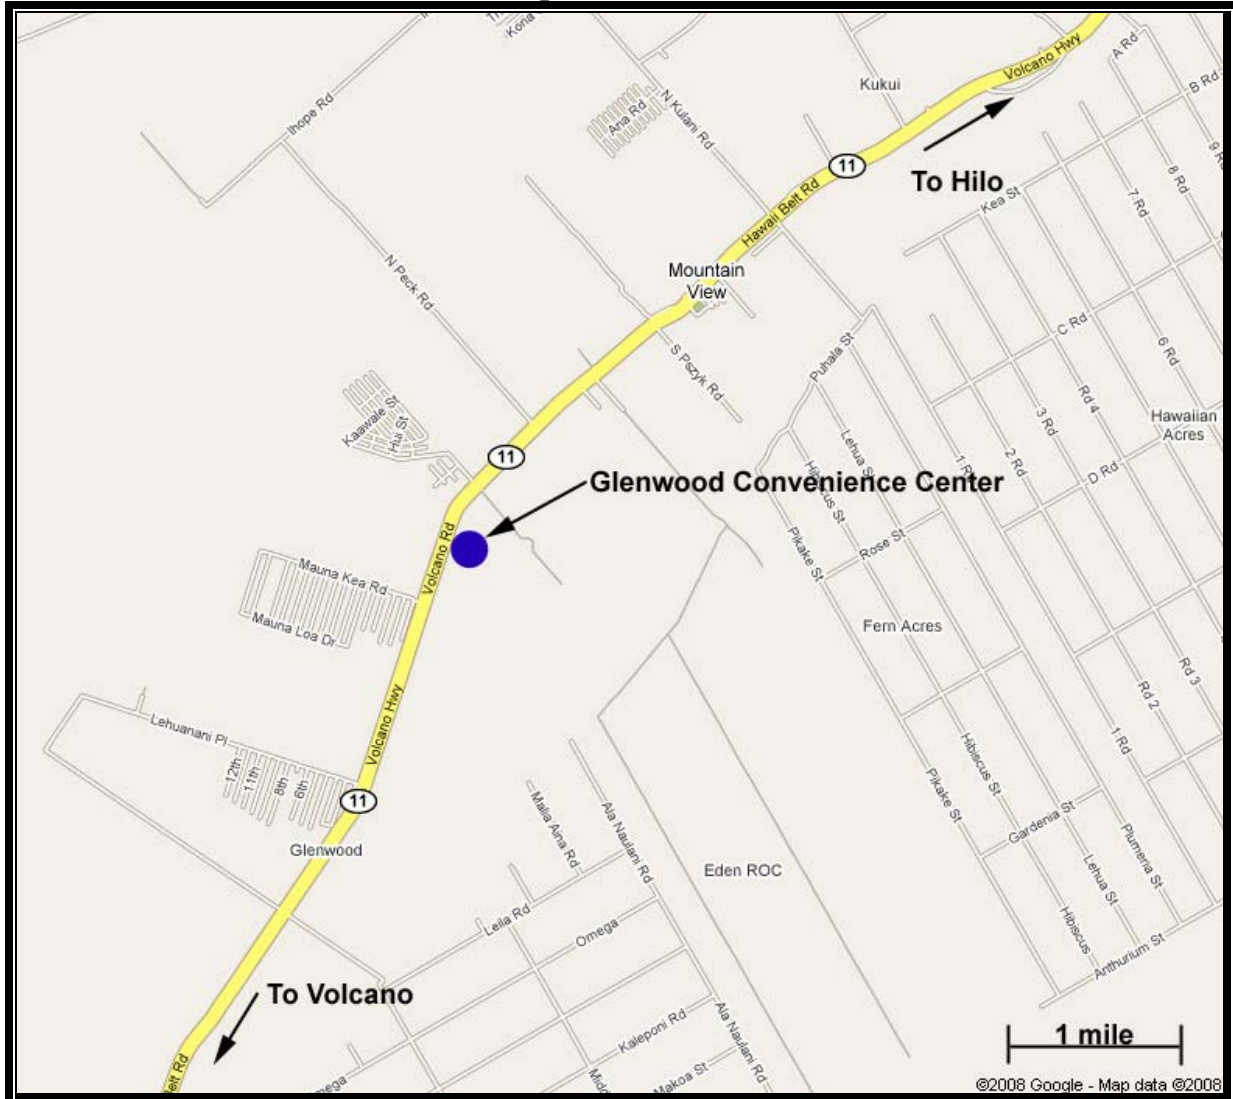 Kona
Ihope Rd
Ana Rd
N Kulani Rd
Kukui
Volcano Hwy
A Rd
B Rd
9 Rd
8 Rd
7 Rd
To Hilo
Kea St
11
Hawaii Belt Rd
Mountain
View
N Peck Rd
S Pszyk Rd
Puhala St
C Rd
6 Rd
Rd 4
3 Rd
2 Rd
Hawaiian
Acres
D Rd
Kaawale St
Hui St
11
Lehua St
Hibiscus St
Glenwood Convenience Center
Volcano Rd
Pikake St
Rose St
Mauna Kea Rd
Mauna Loa Dr
Fern Acres
Rd 3
Rd 2
1 Rd
Volcano Hwy
Lehuanani Pl
12th
11th
8th
6th
11
Glenwood
Hibiscus St
Pikake St
Gardenia St
Plumeria St
Lehua St
Malia Aina Rd
Ala Naulani Rd
Eden ROC
Leila Rd
Omega
Hibiscus
Anthurium St
To Volcano
Kaleponi Rd
Ala Naulani Rd
Makoa St
1 mile
Belt Rd
©2008 Google - Map data ©2008